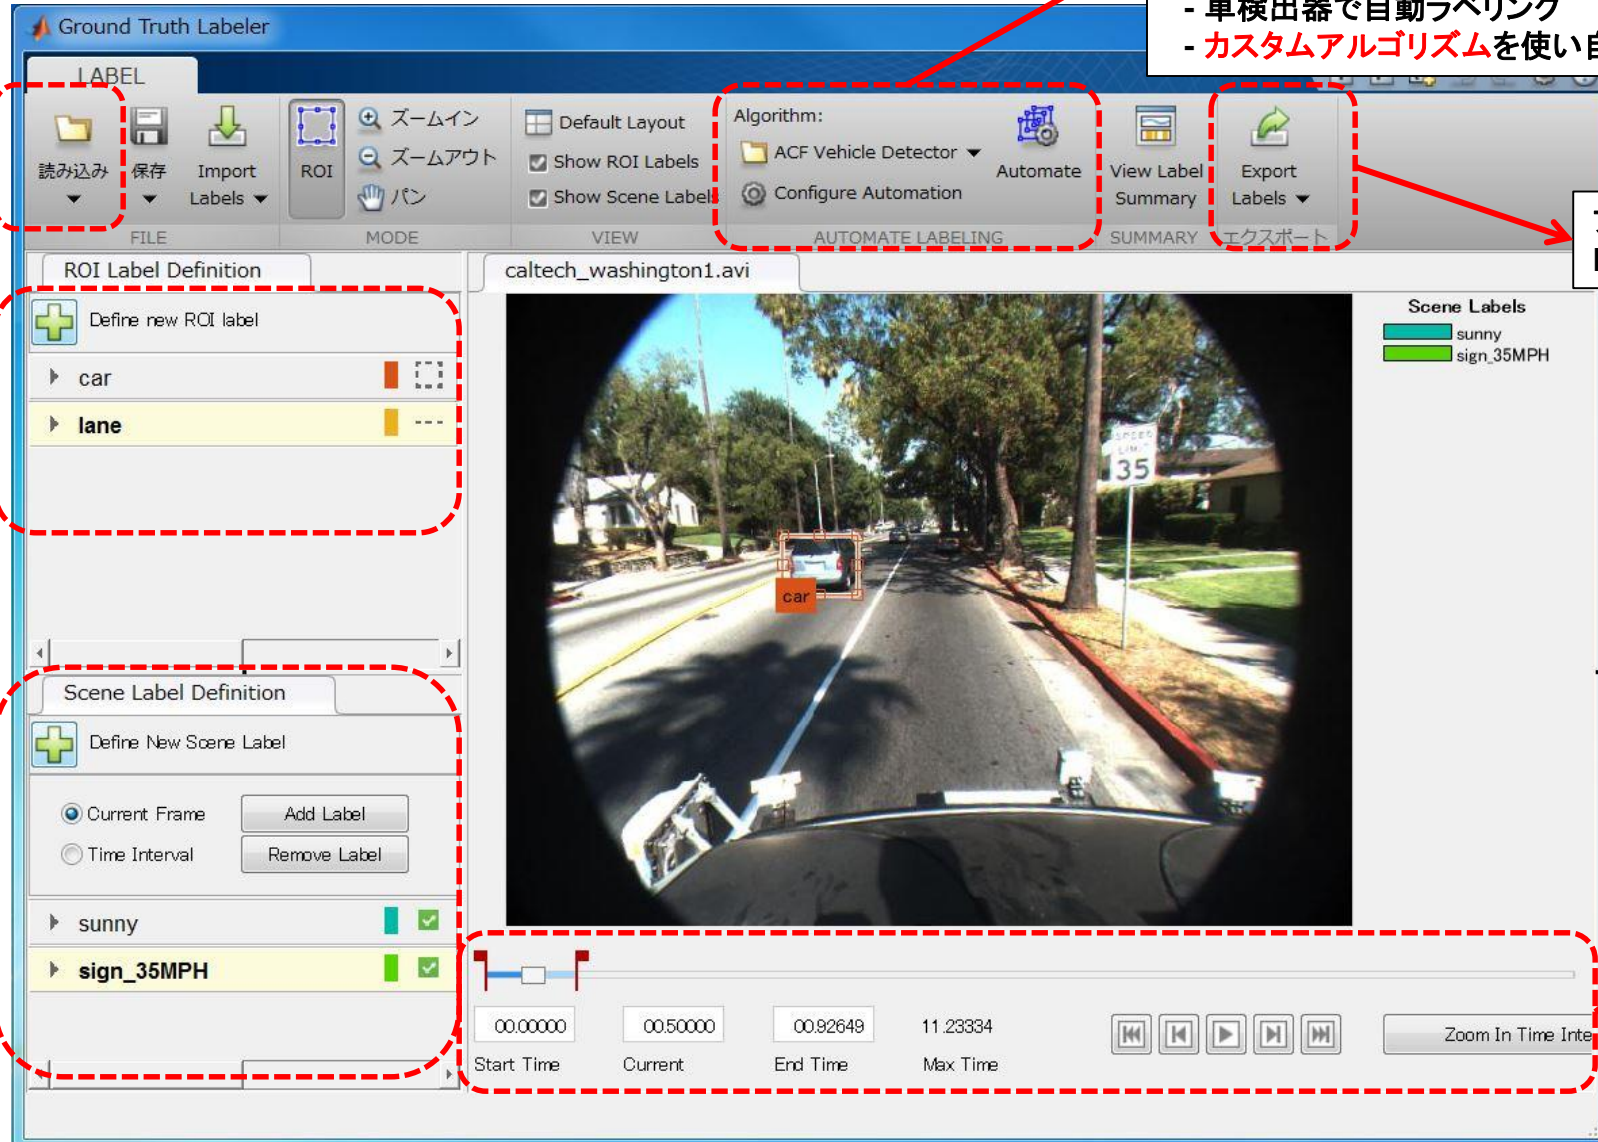 - 車検出器で自動ラベリング
- カスタムアルゴリズムを使い
Ground Truth Labeler
LABEL
読み込み
保存
Import Labels
ROI
ズームイン
ズームアウト
パン
Default Layout
Show ROI Labels
Show Scene Labels
Algorithm:
ACF Vehicle Detector
Configure Automation
Automate
View Label Summary
Export Labels
FILE
MODE
VIEW
AUTOMATE LABELING
SUMMARY
エクスポート
ROI Label Definition
Define new ROI label
car
lane
caltech_washington1.avi
SPEED
LIMIT
35
car
Scene Labels
sunny
sign_35MPH
Scene Label Definition
Define New Scene Label
Current Frame
Add Label
Time Interval
Remove Label
sunny
sign_35MPH
00.00000 00.50000 00.92649 11.23334
Start Time Current End Time Max Time
Zoom In Time Inte